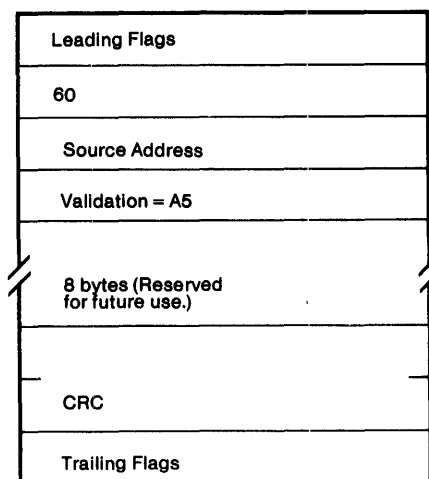 Leading Flags
60
Source Address
Validation = A5
8 bytes (Reserved
for future use.)
CRC
Trailing Flags